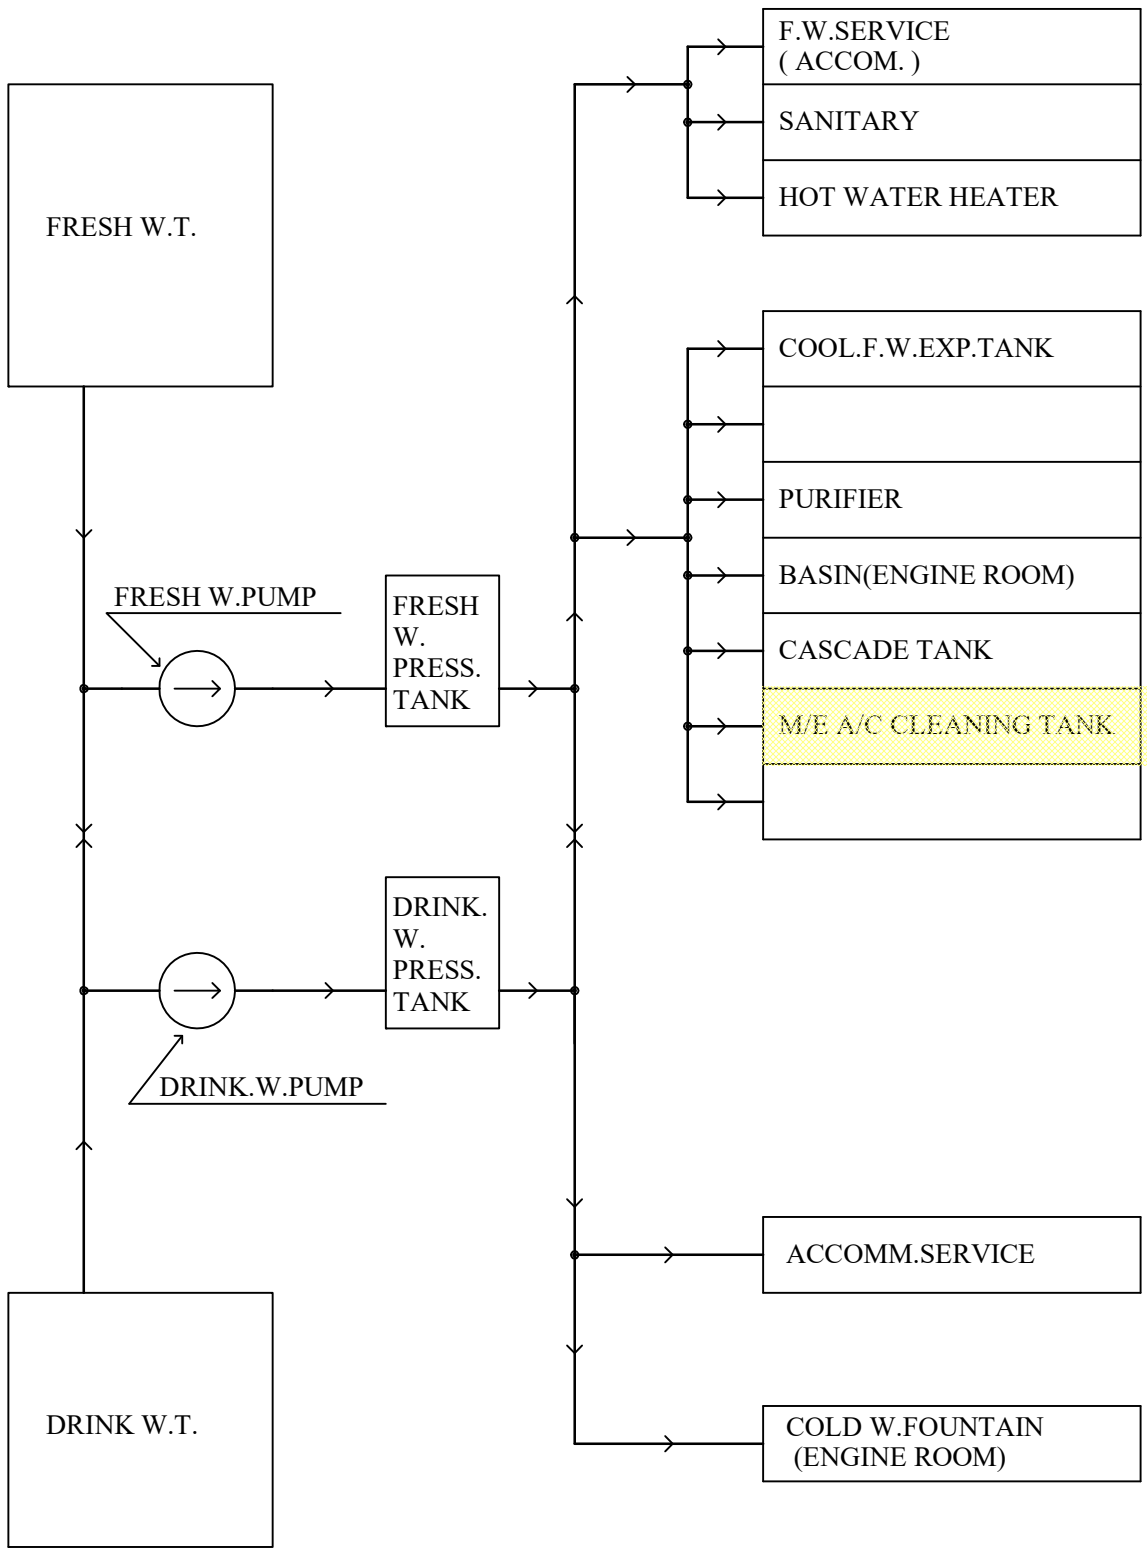 F.W.SERVICE
( ACCOM. )
SANITARY
HOT WATER HEATER
FRESH W.T.
COOL.F.W.EXP.TANK
PURIFIER
BASIN(ENGINE ROOM)
CASCADE TANK
M/E A/C CLEANING TANK
FRESH W.PUMP
FRESH
W.
PRESS.
TANK
DRINK.
W.
PRESS.
TANK
DRINK.W.PUMP
ACCOMM.SERVICE
DRINK W.T.
COLD W.FOUNTAIN
(ENGINE ROOM)